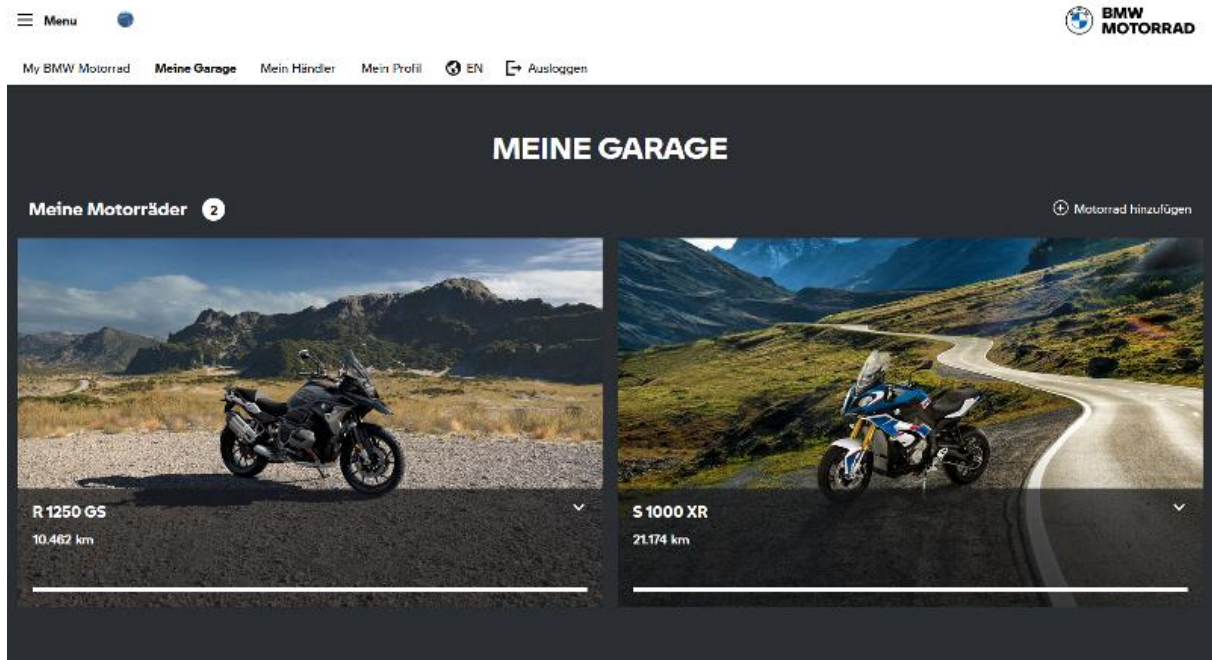 Menu
BMW
MOTORRAD
My BMW Motorrad Meine Garage Mein Händler Mein Profil EN Ausloggen
MEINE GARAGE
Meine Motorräder 2
Motorrad hinzufügen
R 1250 GS
10.462 km
S 1000 XR
21.174 km